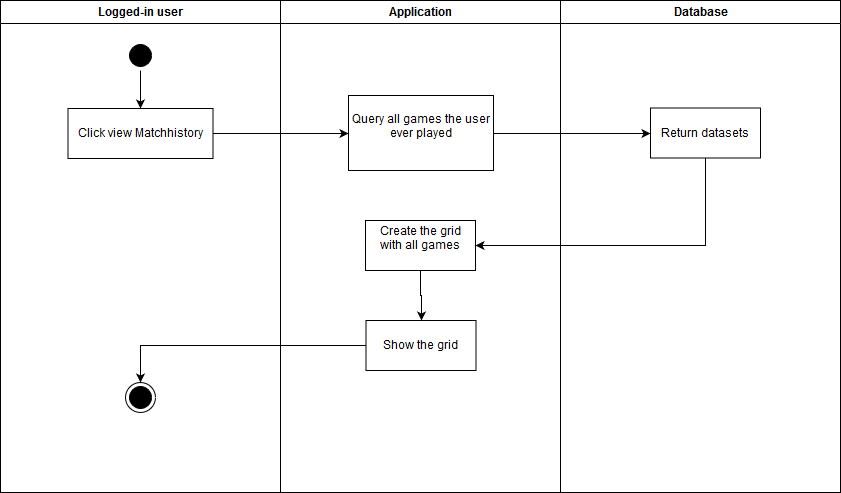 Logged-in user
Application
Database
Click view Matchhistory
Query all games the user
ever played
Return datasets
Create the grid
with all games
Show the grid